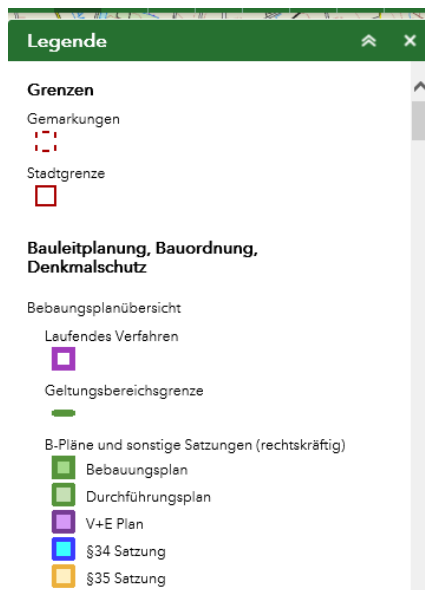 Legende
Grenzen
Gemarkungen
Stadtgrenze
Bauleitplanung, Bauordnung,
Denkmalschutz
Bebaungsplanübersicht
Laufendes Verfahren
Geltungsbereichsgrenze
B-Pläne und sonstige Satzungen (rechtskräftig)
Bebauungsplan
Durchführungsplan
V+E Plan
§34 Satzung
§35 Satzung